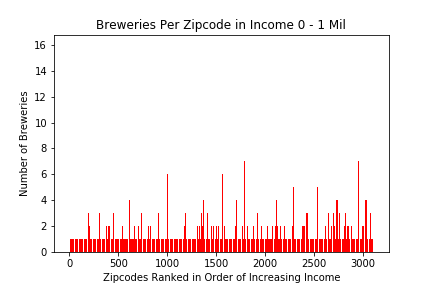 Breweries Per Zipcode in Income 0 - 1 Mil
Number of Breweries
16
14
12
10
8
6
4
2
0
0 500 1000 1500 2000 2500 3000
Zipcodes Ranked in Order of Increasing Income